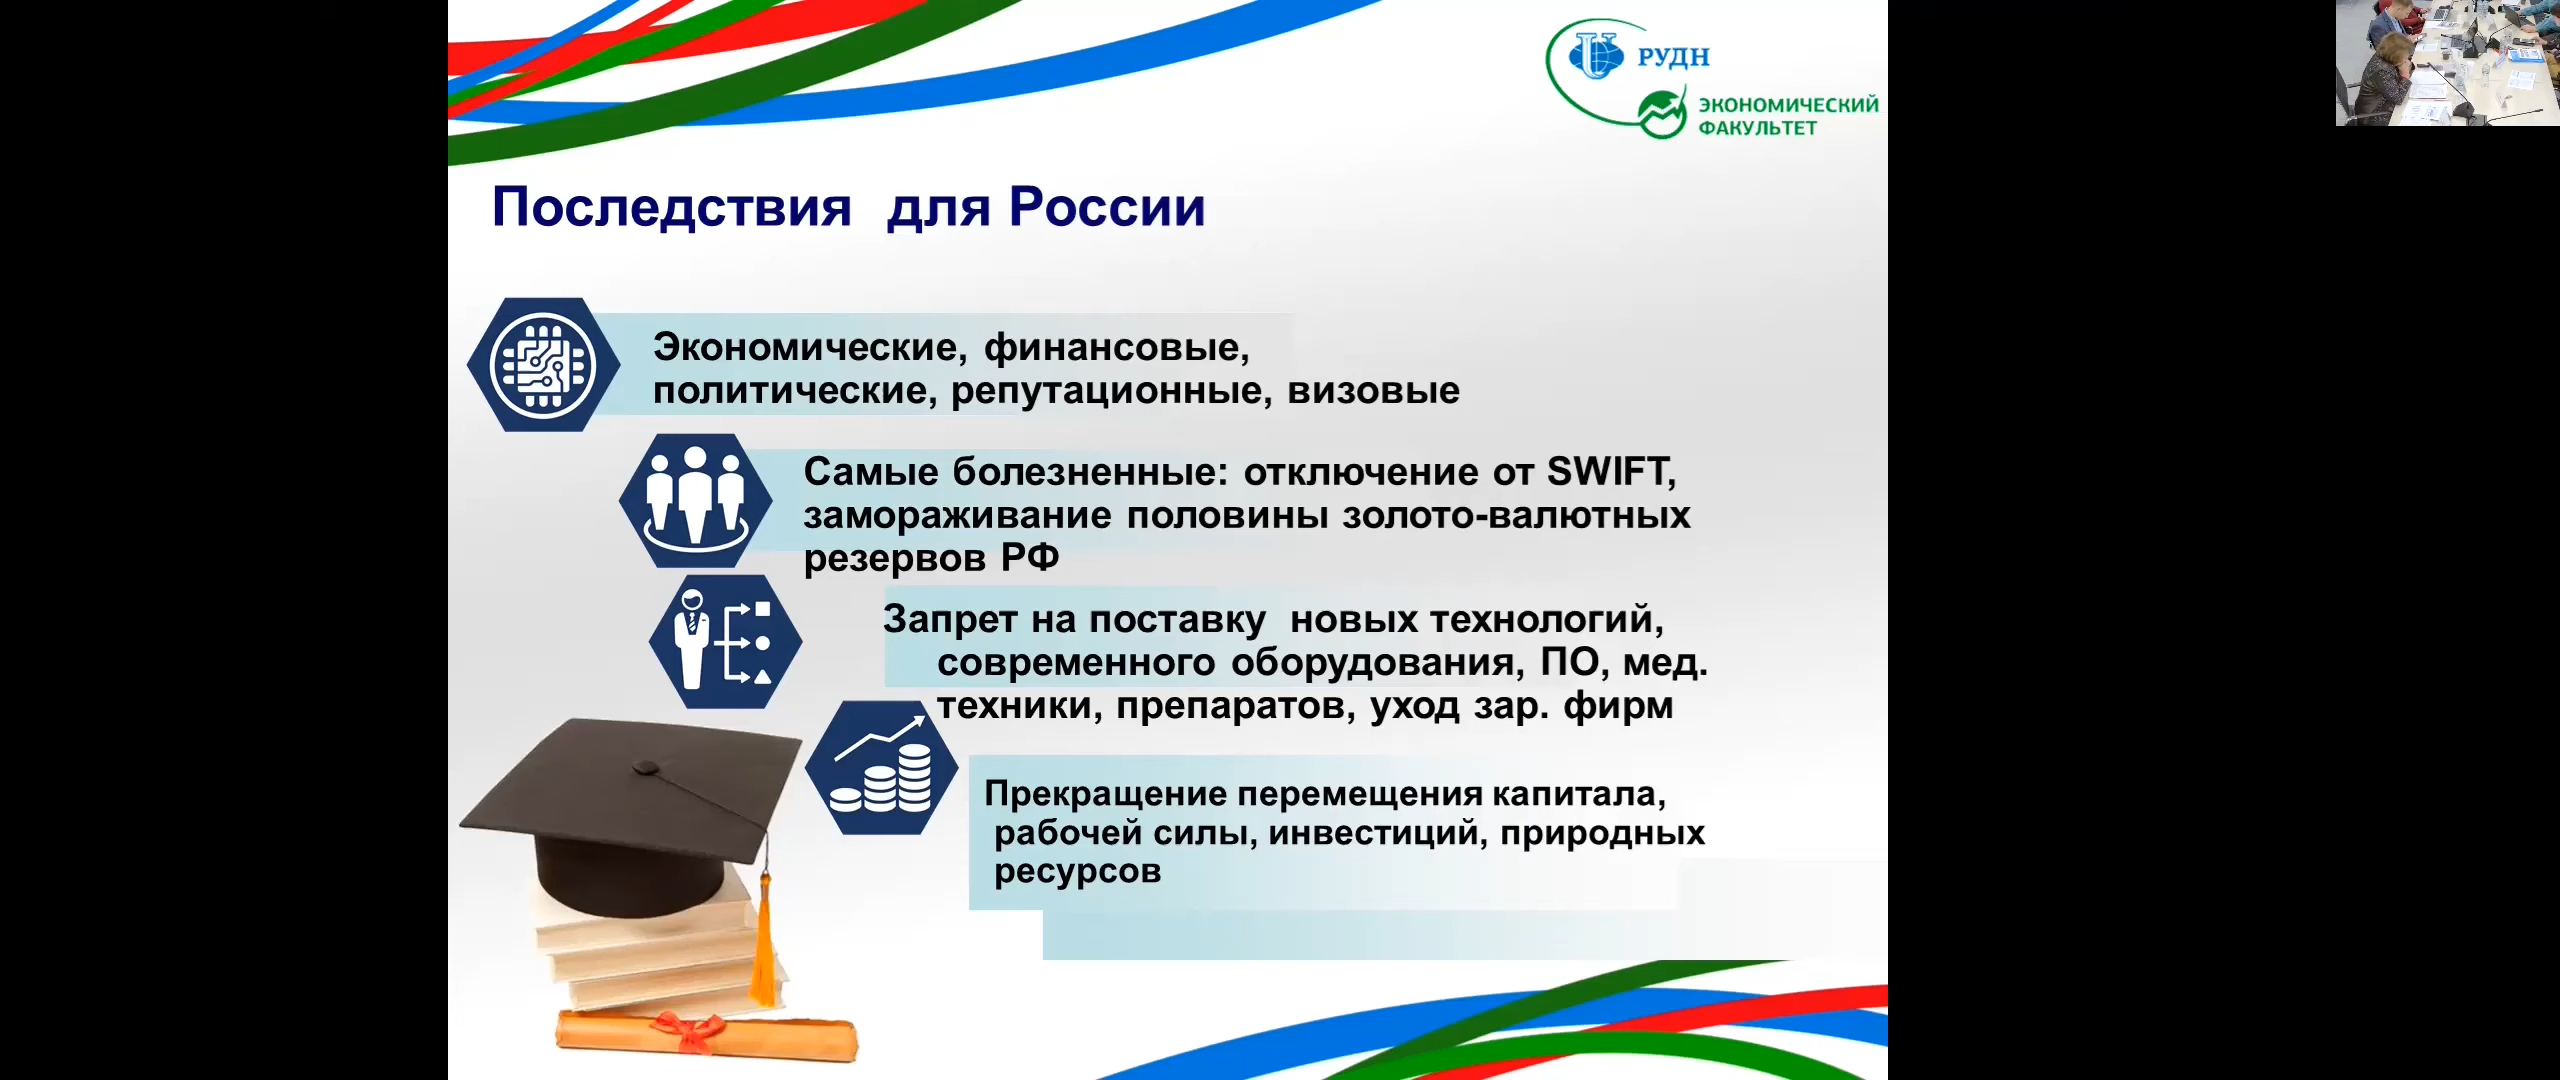 РУДН
ЭКОНОМИЧЕСКИЙ
ФАКУЛЬТЕТ
Последствия для России
Экономические, финансовые,
политические, репутационные, визовые
Самые болезненные: отключение от SWIFT,
замораживание половины золото-валютных
резервов РФ
Запрет на поставку новых технологий,
современного оборудования, ПО, мед.
техники, препаратов, уход зар. фирм
Прекращение перемещения капитала,
рабочей силы, инвестиций, природных
ресурсов